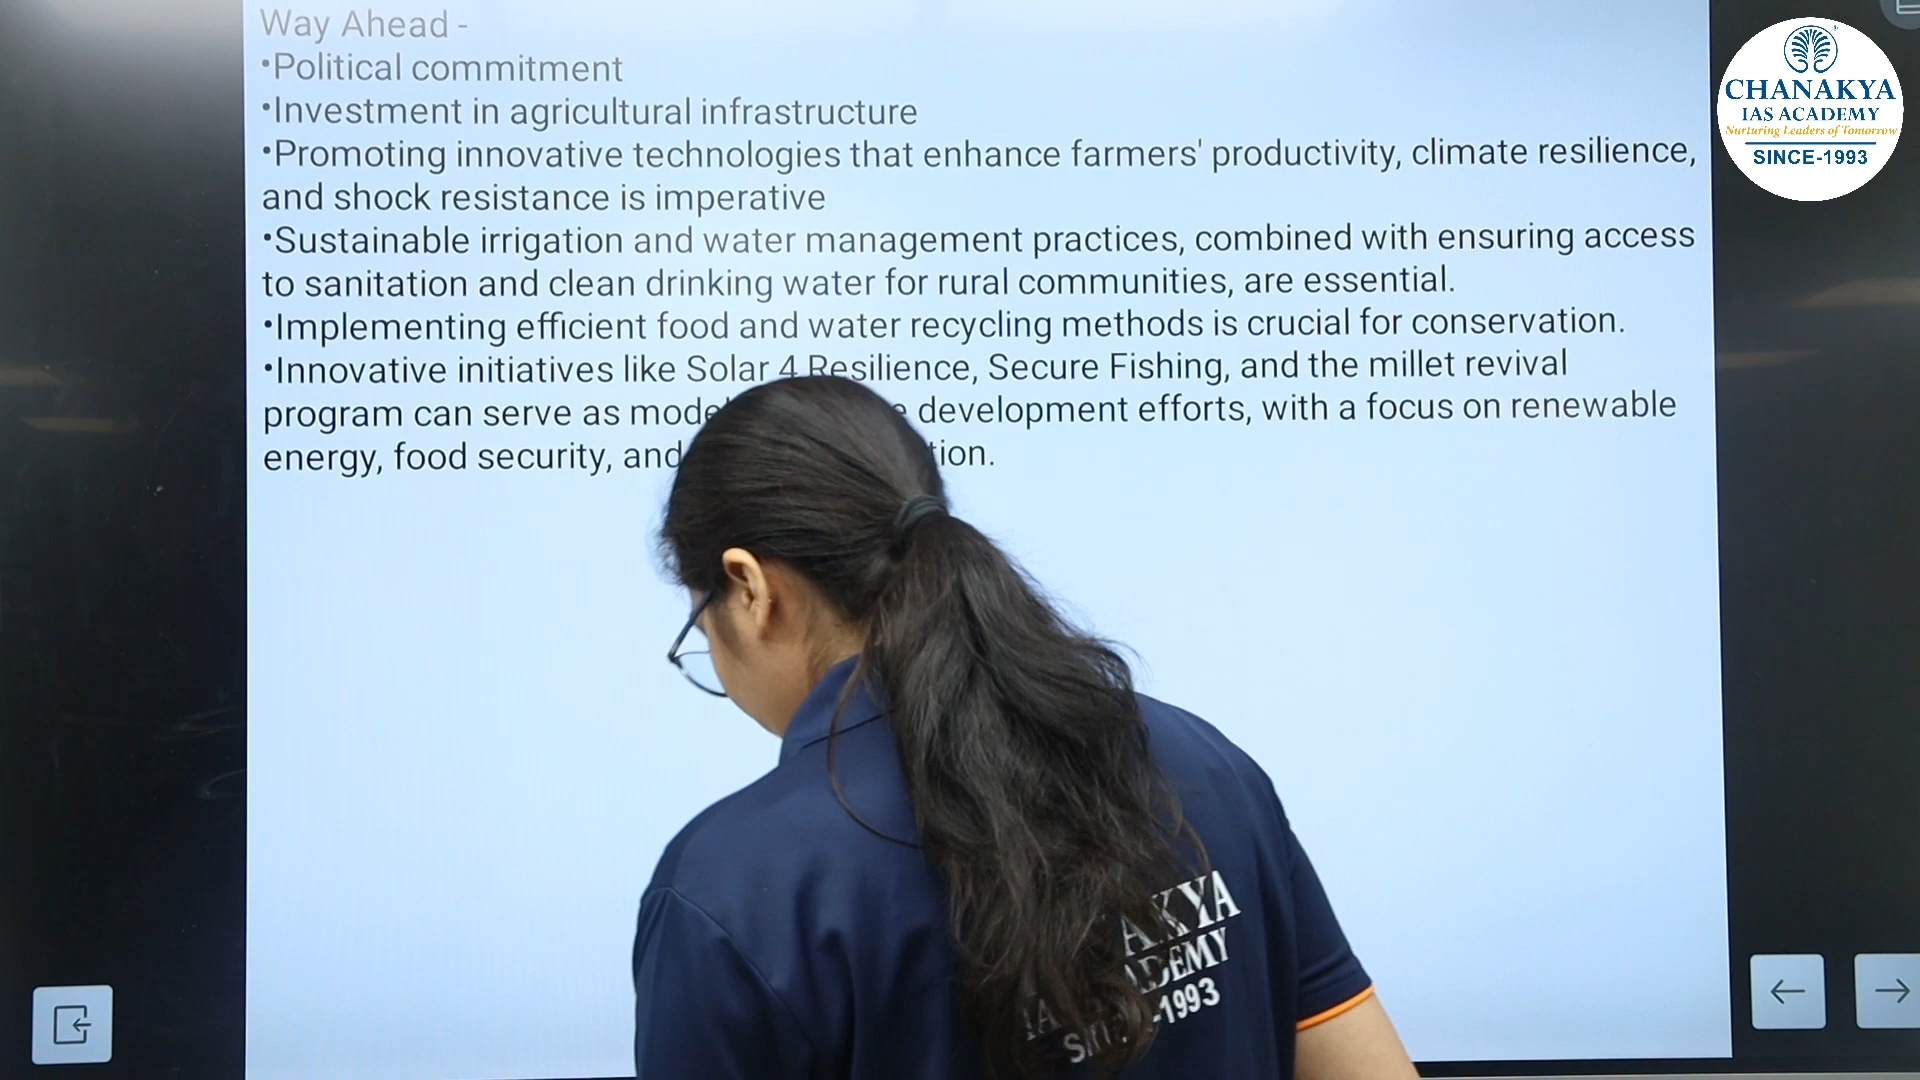 Way Ahead -
•Political commitment
•Investment in agricultural infrastructure
•Promoting innovative technologies that enhance farmers' productivity, climate resilience,
and shock resistance is imperative
•Sustainable irrigation and water management practices, combined with ensuring access
to sanitation and clean drinking water for rural communities, are essential.
•Implementing efficient food and water recycling methods is crucial for conservation.
•Innovative initiatives like Solar 4 Resilience, Secure Fishing, and the millet revival
program can serve as development efforts, with a focus on renewable
energy, food security, and
CHANAKYA
IAS ACADEMY
Nurturing Leaders of Tomorrow
SINCE-1993
AKYA
DEMY
-1993